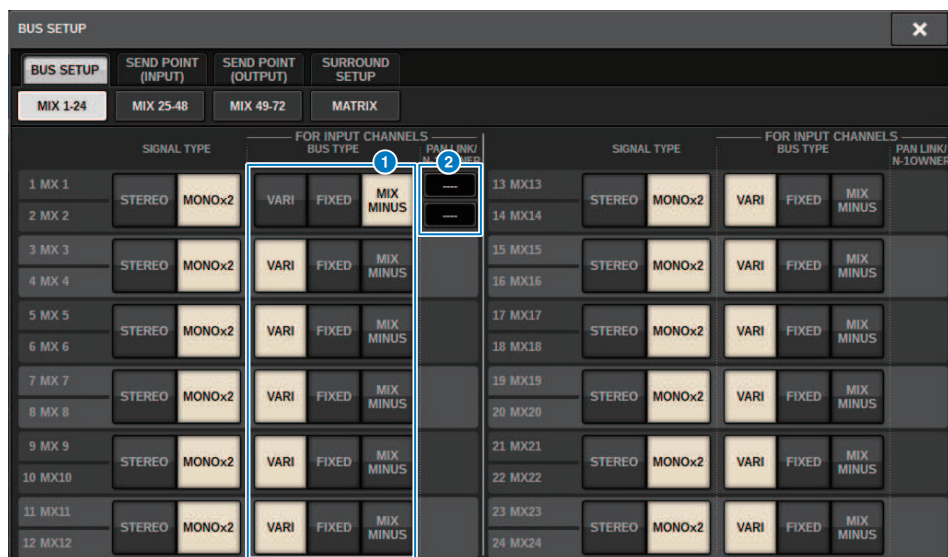 BUS SETUP
BUS SETUP
SEND POINT (INPUT)
SEND POINT (OUTPUT)
SURROUND SETUP
MIX 1-24
MIX 25-48
MIX 49-72
MATRIX
FOR INPUT CHANNELS
SIGNAL TYPE
BUS TYPE
PAN LINK/
1
2
1 MX 1
STEREO MONOx2 VARI FIXED MIX MINUS ----
2 MX 2
----
3 MX 3
STEREO MONOx2 VARI FIXED MIX MINUS
4 MX 4
5 MX 5
STEREO MONOx2 VARI FIXED MIX MINUS
6 MX 6
7 MX 7
STEREO MONOx2 VARI FIXED MIX MINUS
8 MX 8
9 MX 9
STEREO MONOx2 VARI FIXED MIX MINUS
10 MX10
11 MX11
STEREO MONOx2 VARI FIXED MIX MINUS
12 MX12
FOR INPUT CHANNELS
SIGNAL TYPE
BUS TYPE
PAN LINK/
N-1OWNER
13 MX13
STEREO MONOx2 VARI FIXED MIX MINUS
14 MX14
15 MX15
STEREO MONOx2 VARI FIXED MIX MINUS
16 MX16
17 MX17
STEREO MONOx2 VARI FIXED MIX MINUS
18 MX18
19 MX19
STEREO MONOx2 VARI FIXED MIX MINUS
20 MX20
21 MX21
STEREO MONOx2 VARI FIXED MIX MINUS
22 MX22
23 MX23
STEREO MONOx2 VARI FIXED MIX MINUS
24 MX24